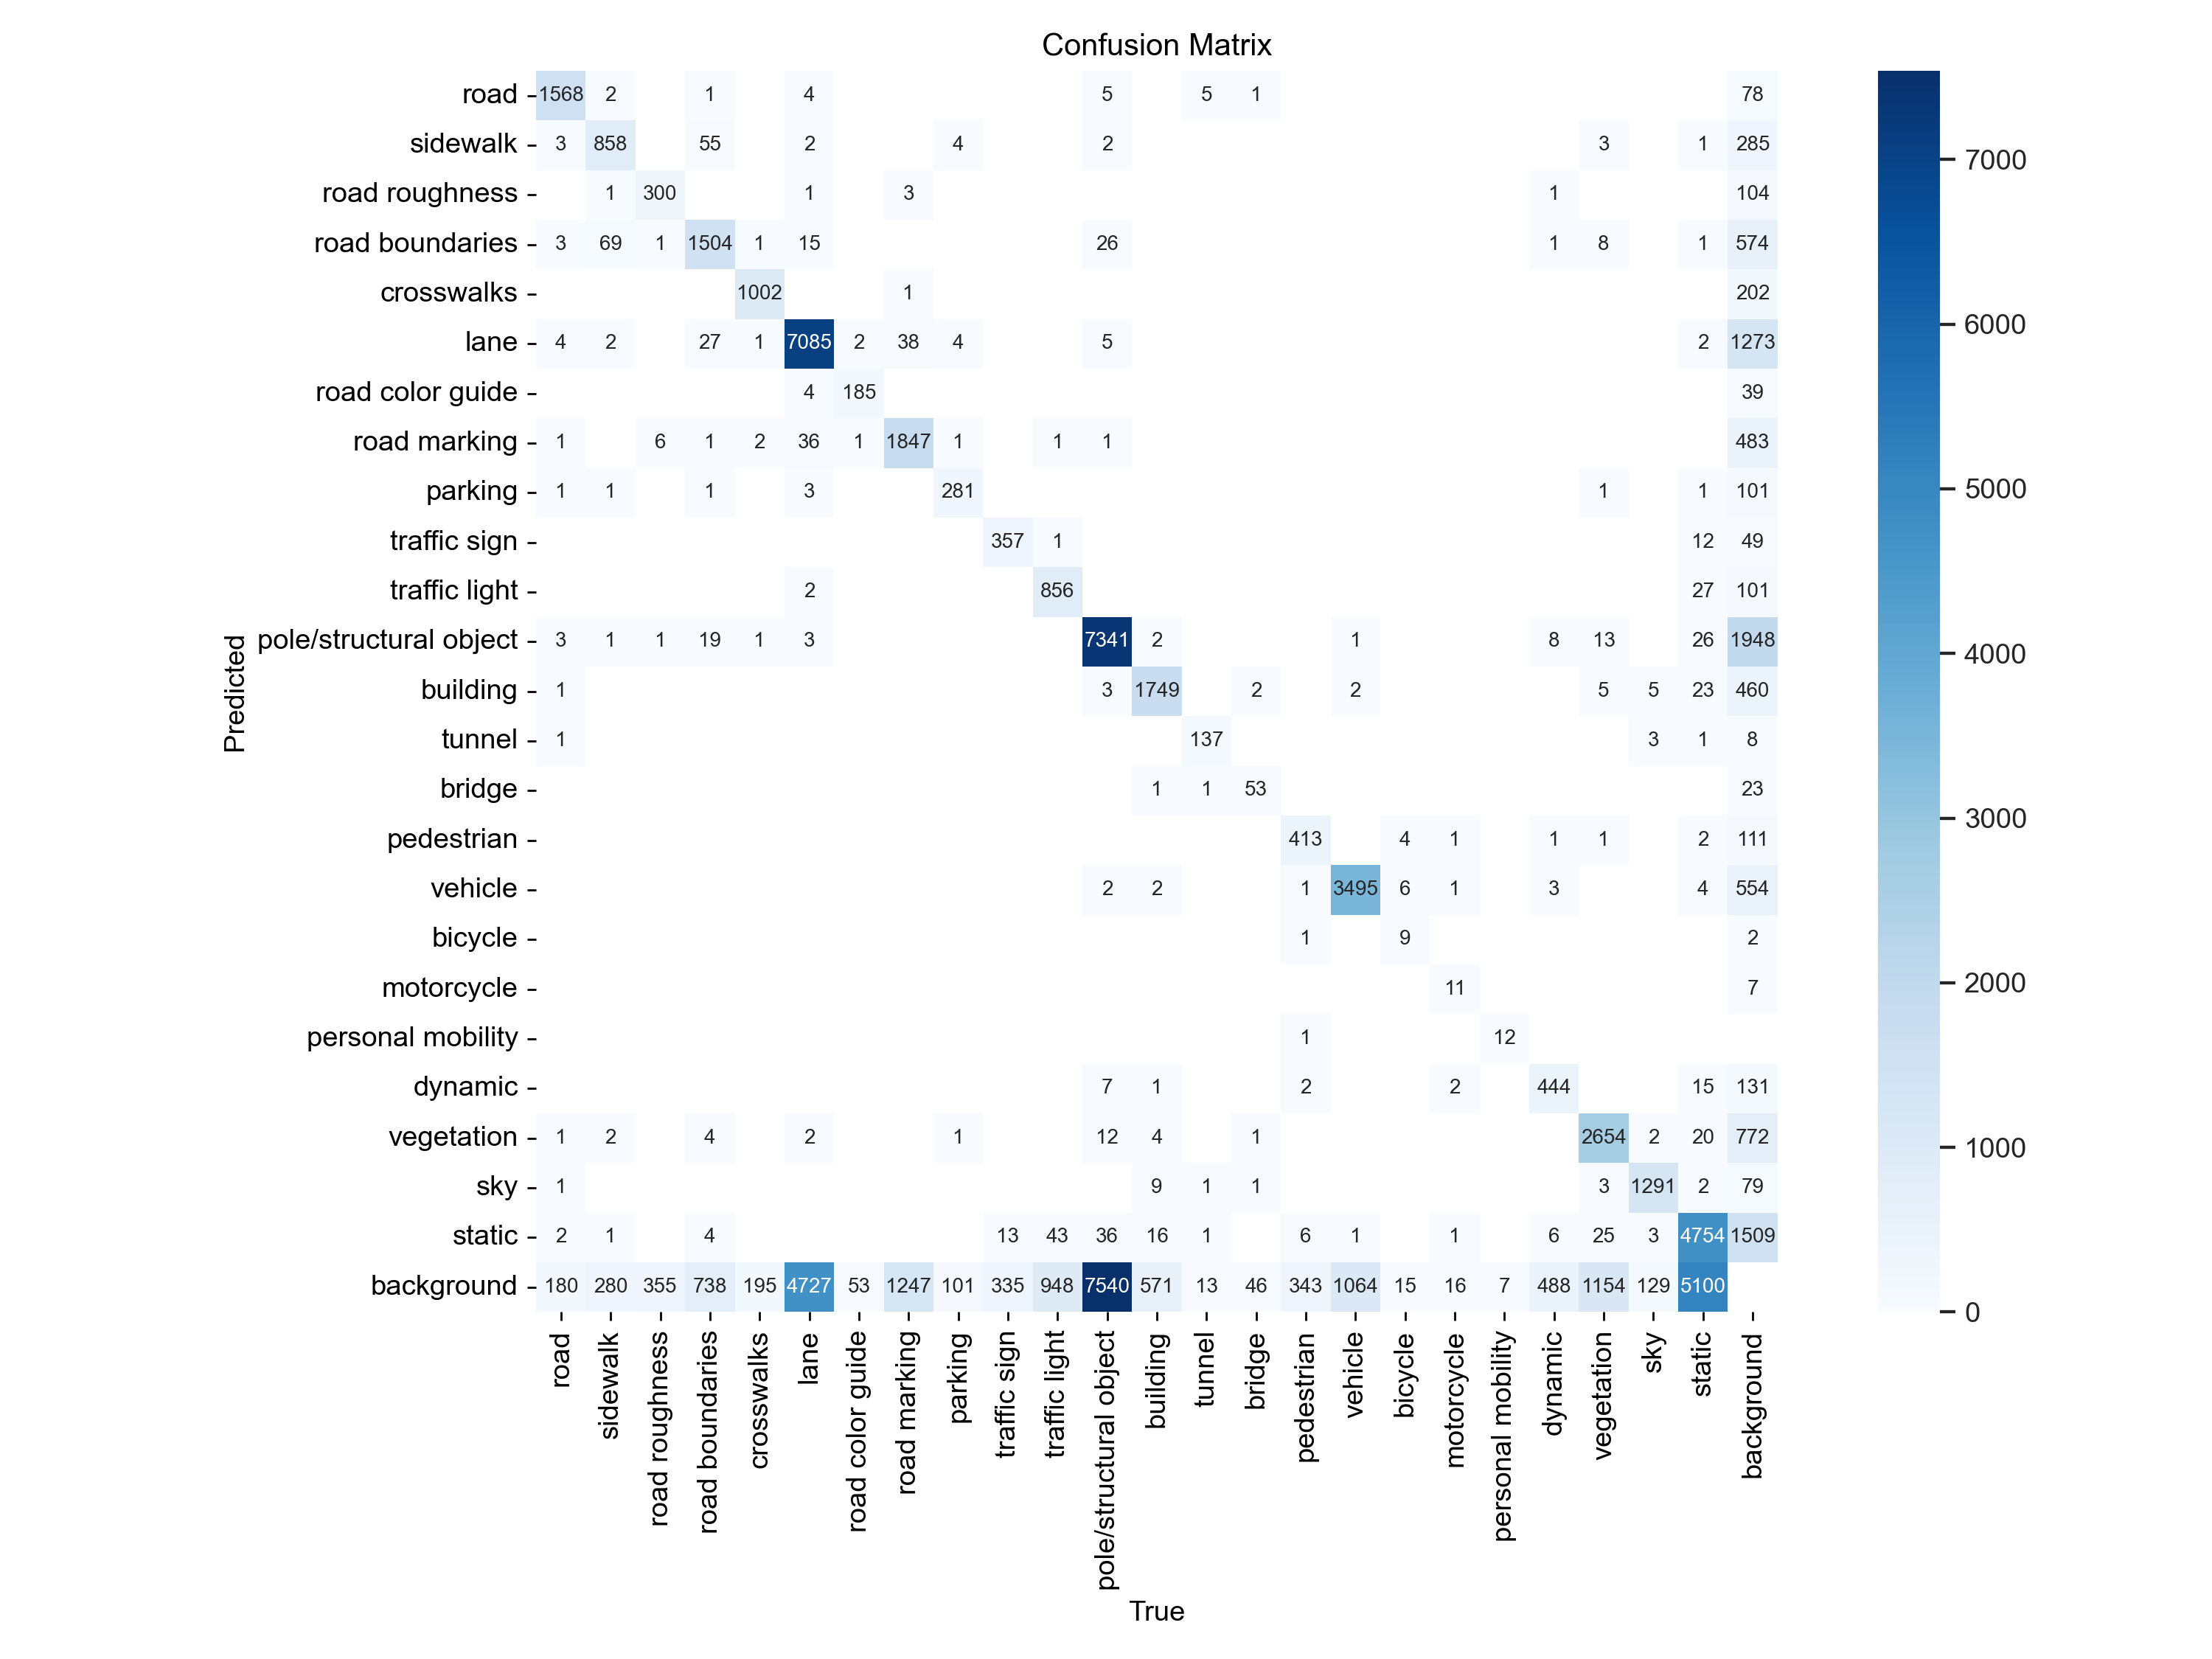 Confusion Matrix
road 1568 2 1 4 5 5 1 78
sidewalk 3 858 55 2 4 2 3 1 285
road roughness 1 300 1 3 1 104
road boundaries 3 69 1 1504 1 15 26 1 8 1 574
crosswalks 1002 1 202
lane 4 2 27 1 7085 2 38 4 5 2 1273
road color guide 4 185 39
road marking 1 6 1 2 36 1 1847 1 1 1 483
parking 1 1 1 3 281 1 1 101
traffic sign 357 1 12 49
traffic light 2 856 27 101
pole/structural object 3 1 1 19 1 3 7341 2 1 8 13 26 1948
building 1 3 1749 2 2 5 5 23 460
tunnel 1 137 3 1 8
bridge 1 1 53 23
pedestrian 413 4 1 1 1 2 111
vehicle 2 2 1 3495 6 1 3 4 554
bicycle 1 9 2
motorcycle 11 7
personal mobility 1 12
dynamic 7 1 2 2 444 15 131
vegetation 1 2 4 2 1 12 4 1 2654 2 20 772
sky 1 9 1 1 3 1291 2 79
static 2 1 4 13 43 36 16 1 6 1 1 6 25 3 4754 1509
background 180 280 355 738 195 4727 53 1247 101 335 948 7540 571 13 46 343 1064 15 16 7 488 1154 129 5100
Predicted
road
sidewalk
road roughness
road boundaries
crosswalks
lane
road color guide
road marking
parking
traffic sign
traffic light
pole/structural object
building
tunnel
bridge
pedestrian
vehicle
bicycle
motorcycle
personal mobility
dynamic
vegetation
sky
static
background
True
7000
6000
5000
4000
3000
2000
1000
0